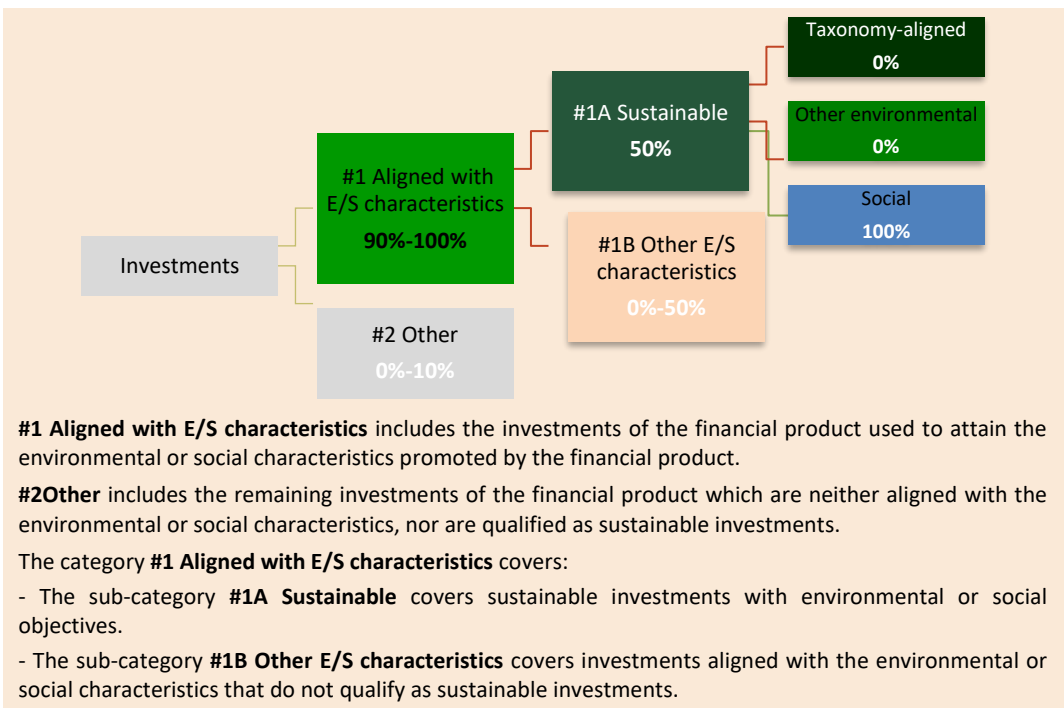 Taxonomy-aligned
0%
#1A Sustainable
50%
Other environmental
0%
#1 Aligned with
E/S characteristics
90%-100%
Social
100%
#1B Other E/S
characteristics
0%-50%
Investments
#2 Other
0%-10%
#1 Aligned with E/S characteristics includes the investments of the financial product used to attain the
environmental or social characteristics promoted by the financial product.
#2Other includes the remaining investments of the financial product which are neither aligned with the
environmental or social characteristics, nor are qualified as sustainable investments.
The category #1 Aligned with E/S characteristics covers:
- The sub-category #1A Sustainable covers sustainable investments with environmental or social
objectives.
- The sub-category #1B Other E/S characteristics covers investments aligned with the environmental or
social characteristics that do not qualify as sustainable investments.